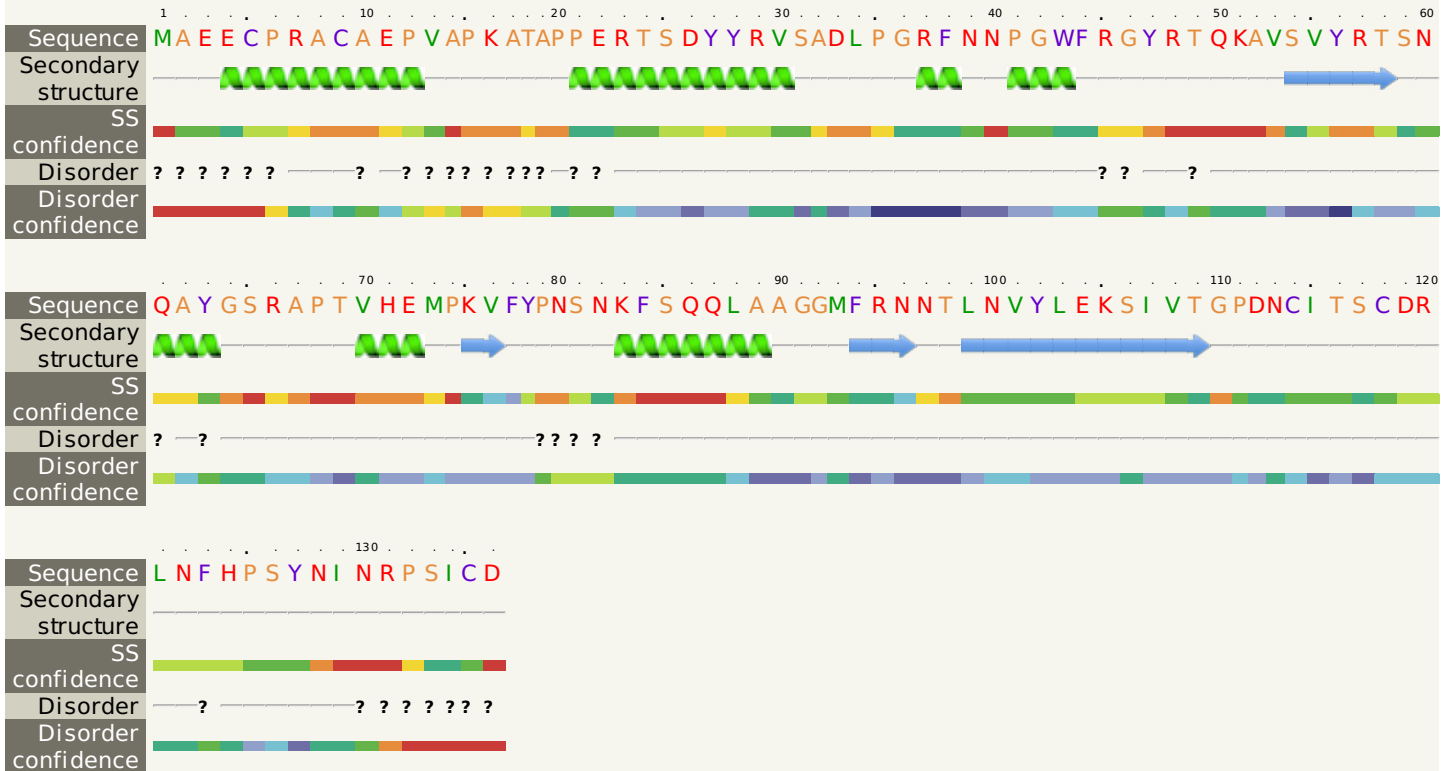 1 10 20 30 40 50 60
Sequence M A E E C P R A C A E P V A P K A T A P P E R T S D Y Y R V S A D L P G R F N N P G W F R G Y R T Q K A V S V Y R T S N
Secondary
structure
SS
confidence
Disorder ? ? ? ? ? ? ? ? ? ? ? ? ? ? ? ? ? ? ? ?
Disorder
confidence
70 80 90 100 110 120
Sequence Q A Y G S R A P T V H E M P K V F Y P N S N K F S Q Q L A A G G M F R N N T L N V Y L E K S I V T G P D N C I T S C D R
Secondary
structure
SS
confidence
Disorder ? ? ? ? ? ?
Disorder
confidence
130
Sequence L N F H P S Y N I N R P S I C D
Secondary
structure
SS
confidence
Disorder ? ? ? ? ? ? ? ?
Disorder
confidence